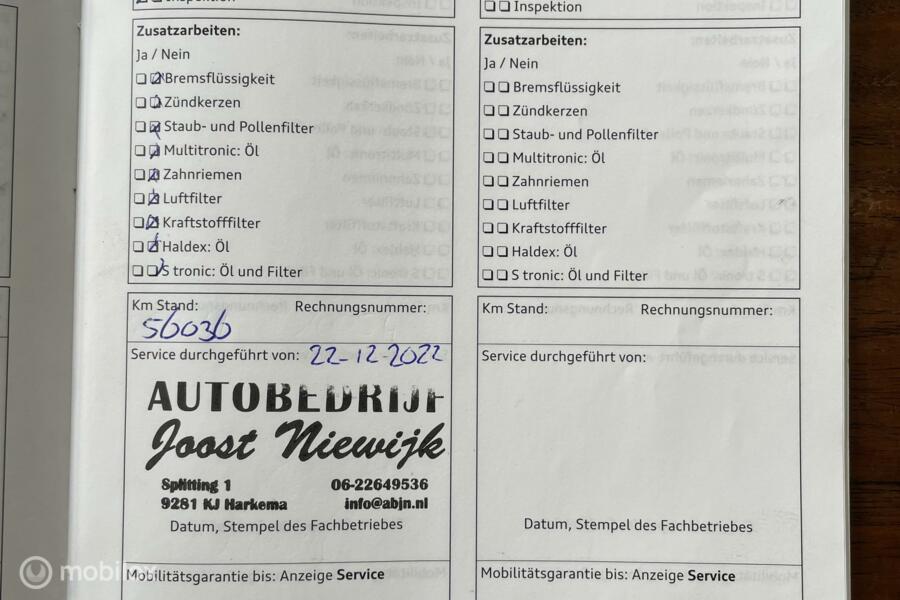 Inspektion
Zusatzarbeiten:
Ja / Nein
Bremsflüssigkeit
Zündkerzen
Staub- und Pollenfilter
Multitronic: Öl
Zahnriemen
Luftfilter
Kraftstofffilter
Haldex: Öl
S tronic: Öl und Filter
Km Stand: Rechnungsnummer:
56036
Service durchgeführt von: 22-12-2022
AUTOBEDRIJF
Joost Niewijk
Splitting 1 06-22649536
9281 KJ Harkema info@abjn.nl
Datum, Stempel des Fachbetriebes
Mobilitätsgarantie bis: Anzeige Service
Inspektion
Zusatzarbeiten:
Ja / Nein
Bremsflüssigkeit
Zündkerzen
Staub- und Pollenfilter
Multitronic: Öl
Zahnriemen
Luftfilter
Kraftstofffilter
Haldex: Öl
S tronic: Öl und Filter
Km Stand: Rechnungsnummer:
Service durchgeführt von:
Datum, Stempel des Fachbetriebes
Mobilitätsgarantie bis: Anzeige Service